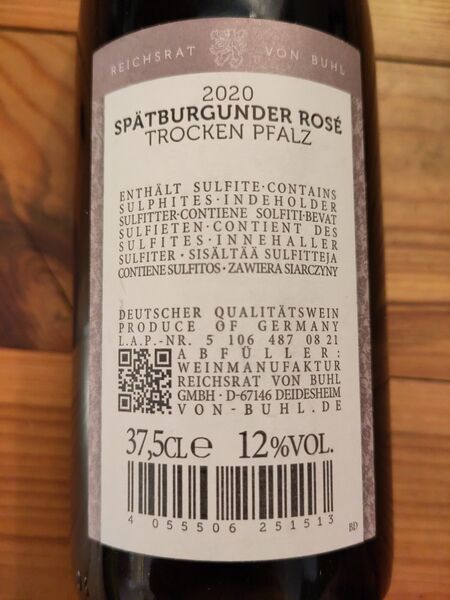 REICHSRAT VON BUHL
2020
SPÄTBURGUNDER ROSÉ
TROCKEN PFALZ
ENTHÄLT SULFITE·CONTAINS
SULPHITES·INDEHOLDER
SULFITTER·CONTIENE SOLFITI·BEVAT
SULFIETEN·CONTIENT DES
SULFITES·INNEHALLER
SULFITER·SISÄLTÄÄ SULFITTEJA
CONTIENE SULFITOS·ZAWIERA SIARCZYNY
DEUTSCHER QUALITÄTSWEIN
PRODUCE OF GERMANY
L.A.P.-NR. 5 106 487 08 21
ABFÜLLER:
WEINMANUFAKTUR
REICHSRAT VON BUHL
GMBH · D-67146 DEIDESHEIM
VON-BUHL.DE
37,5CL e 12%VOL.
4 055506 251513
BD